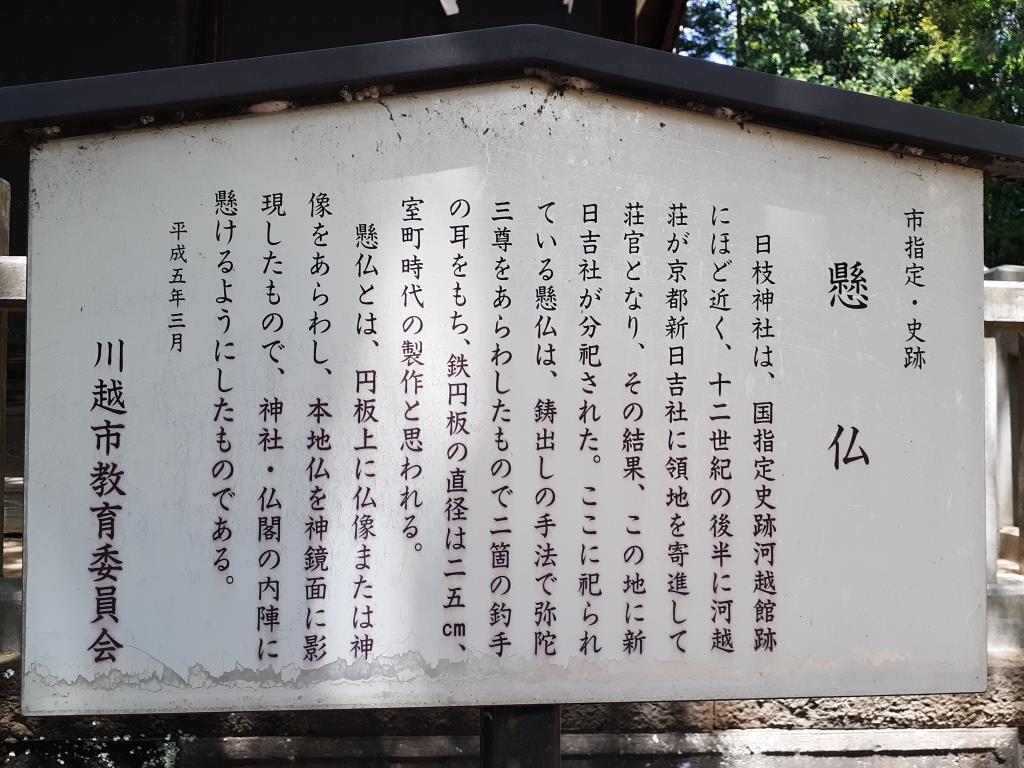 市指定・史跡
懸仏
日枝神社は、国指定史跡河越館跡
にほど近く、十二世紀の後半に河越
荘が京都新日吉社に領地を寄進して
荘官となり、その結果、この地に新
日吉社が分祀された。ここに祀られ
ている懸仏は、鋳出しの手法で弥陀
三尊をあらわしたもので二箇の釣手
の耳をもち、鉄円板の直径は二五㎝、
室町時代の製作と思われる。
懸仏とは、円板上に仏像または神
像をあらわし、本地仏を神鏡面に影
現したもので、神社・仏閣の内陣に
懸けるようにしたものである。
平成五年三月
川越市教育委員会